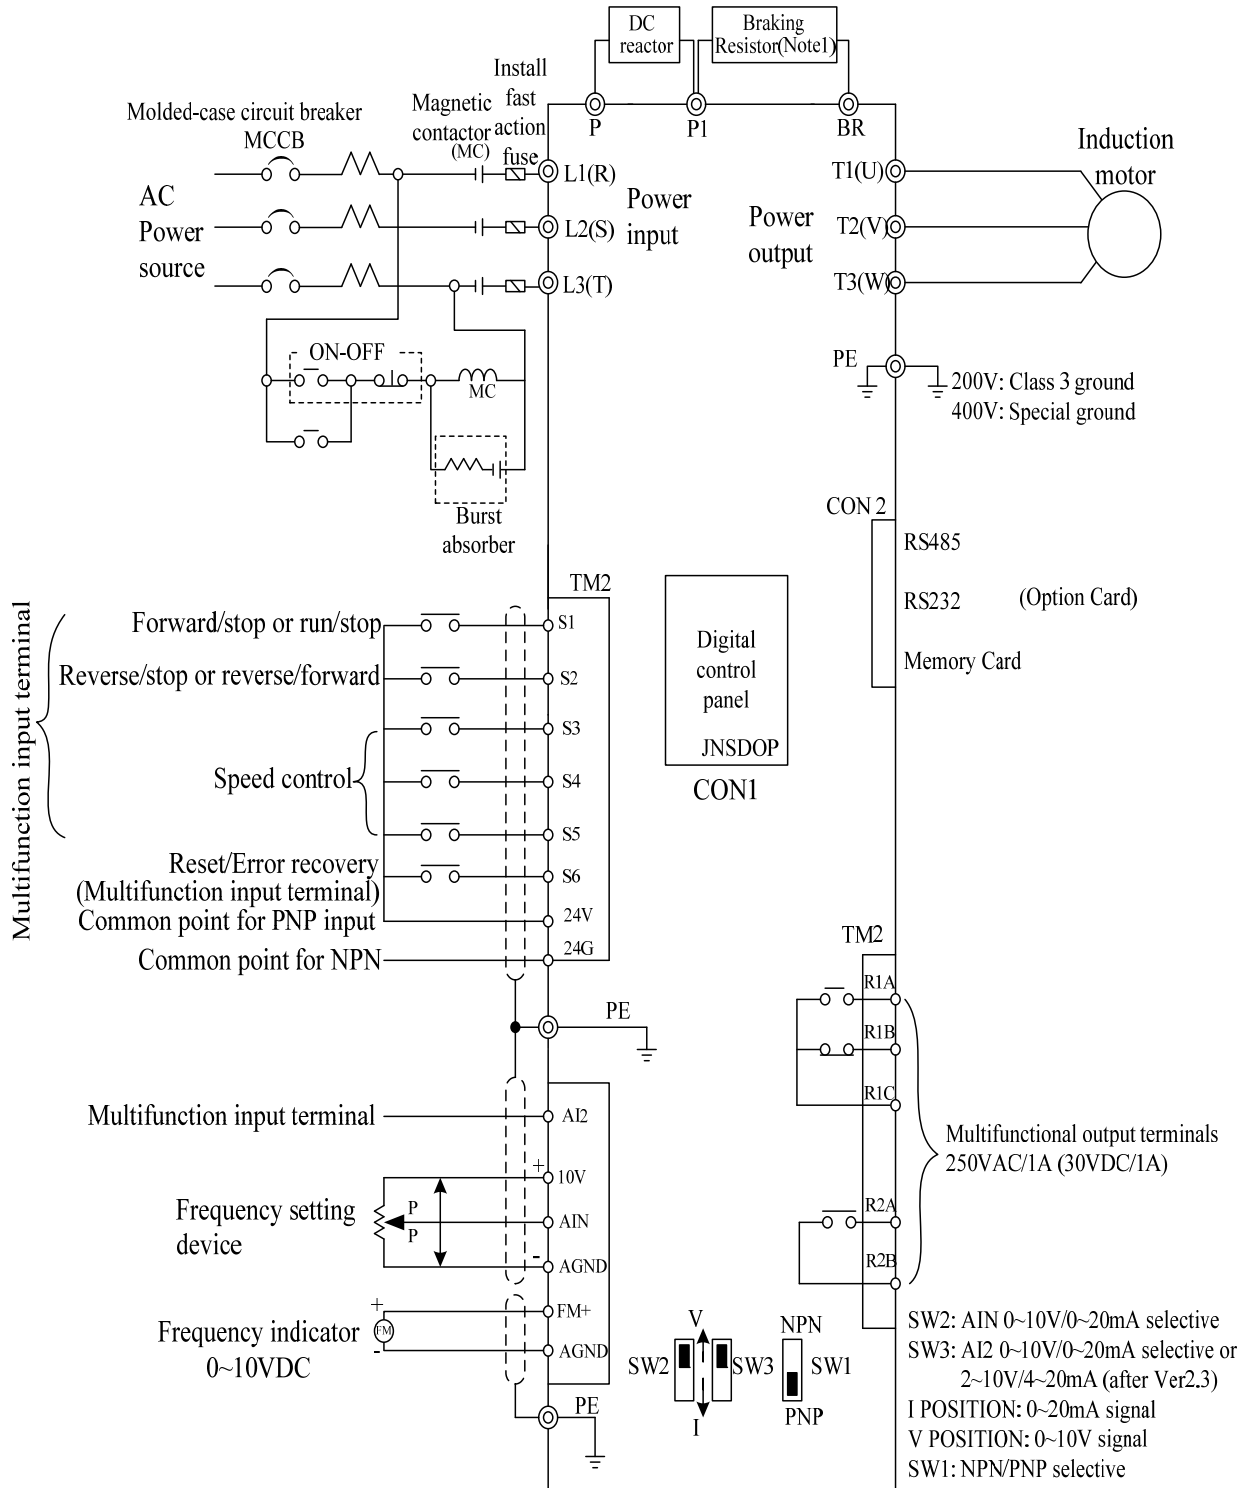 DC
reactor
Braking
Resistor(Note1)
P
P1
BR
Install
fast
action
fuse
Magnetic
contactor
(MC)
Molded-case circuit breaker
MCCB
AC
Power
source
L1(R)
L2(S)
L3(T)
Power
input
Power
output
T1(U)
T2(V)
T3(W)
Induction
motor
PE
200V: Class 3 ground
400V: Special ground
ON-OFF
MC
Burst
absorber
CON 2
RS485
RS232
(Option Card)
Memory Card
TM2
Multifunction input terminal
Forward/stop or run/stop
S1
Reverse/stop or reverse/forward
S2
S3
Speed control
S4
S5
Reset/Error recovery
(Multifunction input terminal)
S6
Common point for PNP input
24V
Common point for NPN
24G
Digital
control
panel
JNSDOP
CON1
PE
TM2
R1A
R1B
R1C
R2A
R2B
Multifunctional output terminals
250VAC/1A (30VDC/1A)
Multifunction input terminal
AI2
+
10V
Frequency setting
device
P
P
AIN
-
AGND
+
FM+
Frequency indicator
0~10VDC
FM
-
AGND
PE
V
SW2
SW3
I
NPN
SW1
PNP
SW2: AIN 0~10V/0~20mA selective
SW3: AI2 0~10V/0~20mA selective or
2~10V/4~20mA (after Ver2.3)
I POSITION: 0~20mA signal
V POSITION: 0~10V signal
SW1: NPN/PNP selective